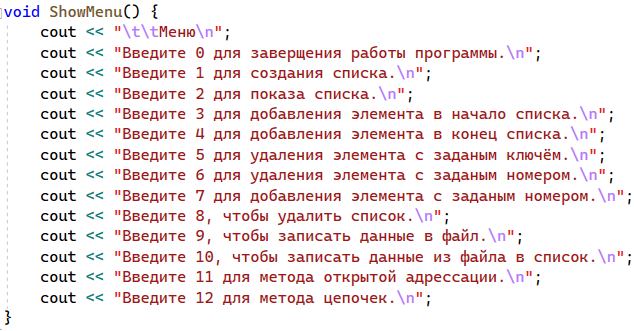 void ShowMenu() {
cout << "\t\tМеню\n";
cout << "Введите 0 для заверщения работы программы.\n";
cout << "Введите 1 для создания списка.\n";
cout << "Введите 2 для показа списка.\n";
cout << "Введите 3 для добавления элемента в начало списка.\n";
cout << "Введите 4 для добавления элемента в конец списка.\n";
cout << "Введите 5 для удаления элемента с заданым ключём.\n";
cout << "Введите 6 для удаления элемента с заданым номером.\n";
cout << "Введите 7 для добавления элемента с заданым номером.\n";
cout << "Введите 8, чтобы удалить список.\n";
cout << "Введите 9, чтобы записать данные в файл.\n";
cout << "Введите 10, чтобы записать данные из файла в список.\n";
cout << "Введите 11 для метода открытой адрессации.\n";
cout << "Введите 12 для метода цепочек.\n";
}